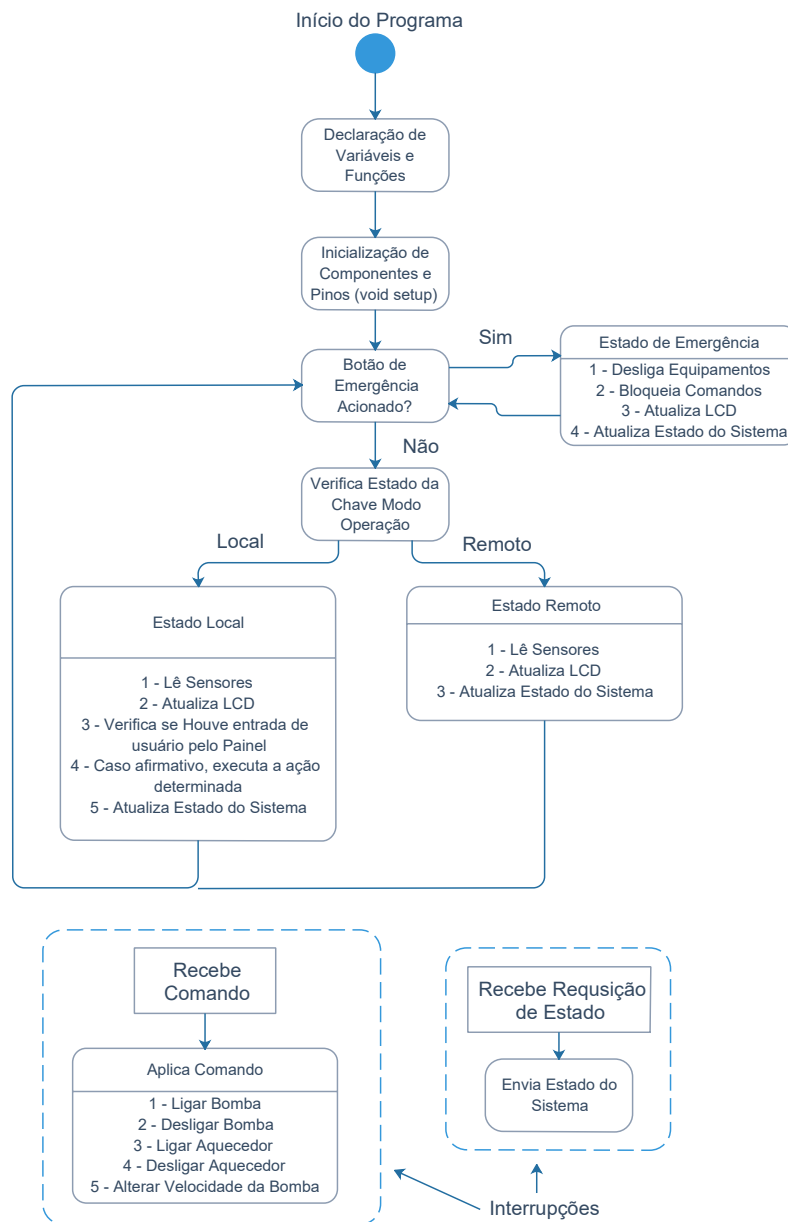 Início do Programa
Declaração de
Variáveis e
Funções
Inicialização de
Componentes e
Pinos (void setup)
Botão de
Emergência
Acionado?
Sim
Estado de Emergência
1 - Desliga Equipamentos
2 - Bloqueia Comandos
3 - Atualiza LCD
4 - Atualiza Estado do Sistema
Não
Verifica Estado da
Chave Modo
Operação
Local
Remoto
Estado Local
1 - Lê Sensores
2 - Atualiza LCD
3 - Verifica se Houve entrada de
usuário pelo Painel
4 - Caso afirmativo, executa a ação
determinada
5 - Atualiza Estado do Sistema
Estado Remoto
1 - Lê Sensores
2 - Atualiza LCD
3 - Atualiza Estado do Sistema
Recebe
Comando
Aplica Comando
1 - Ligar Bomba
2 - Desligar Bomba
3 - Ligar Aquecedor
4 - Desligar Aquecedor
5 - Alterar Velocidade da Bomba
Recebe Requsição
de Estado
Envia Estado do
Sistema
Interrupções